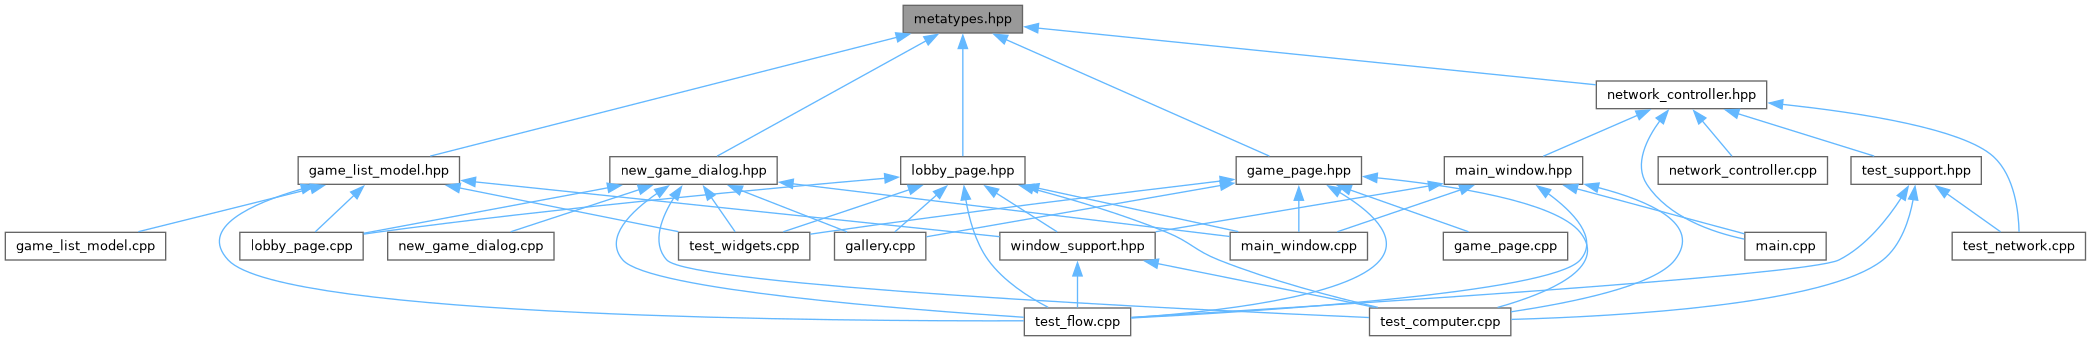 metatypes.hpp
network_controller.hpp
game_list_model.hpp
new_game_dialog.hpp
lobby_page.hpp
game_page.hpp
main_window.hpp
network_controller.cpp
test_support.hpp
game_list_model.cpp
lobby_page.cpp
new_game_dialog.cpp
test_widgets.cpp
gallery.cpp
window_support.hpp
main_window.cpp
game_page.cpp
main.cpp
test_network.cpp
test_flow.cpp
test_computer.cpp